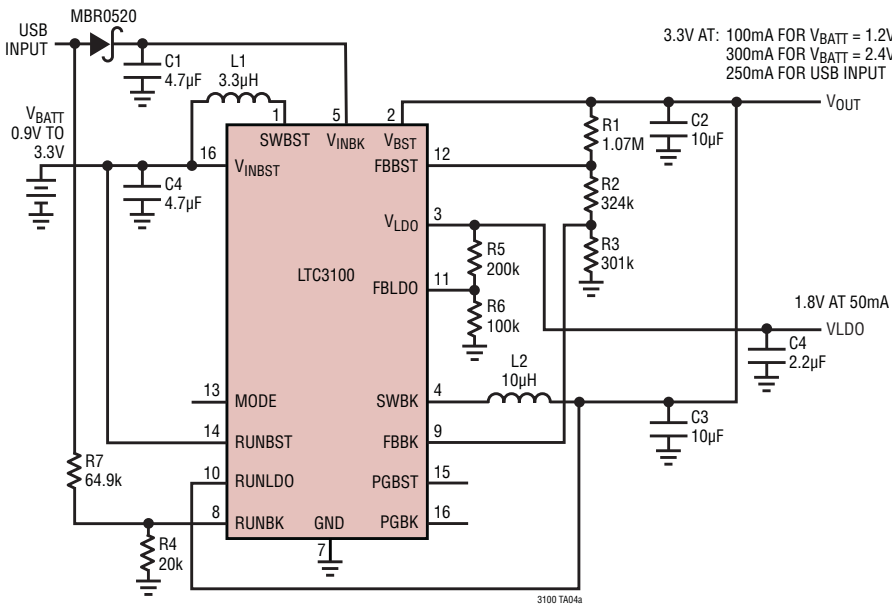 USB
INPUT
MBR0520
C1
4.7µF
L1
3.3µH
3.3V AT: 100mA FOR VBATT = 1.2V
300mA FOR VBATT = 2.4V
250mA FOR USB INPUT
VOUT
VBATT
0.9V TO
3.3V
C4
4.7µF
1
5
2
16
12
3
11
4
9
15
16
13
14
10
8
7
SWBST
VINBK
VBST
VINBST
FBBST
VLDO
LTC3100
FBLDO
MODE
SWBK
RUNBST
FBBK
RUNLDO
PGBST
RUNBK
GND
PGBK
R1
1.07M
C2
10µF
R2
324k
R3
301k
R5
200k
R6
100k
1.8V AT 50mA
VLDO
C4
2.2µF
L2
10µH
C3
10µF
R7
64.9k
R4
20k
3100 TA04a